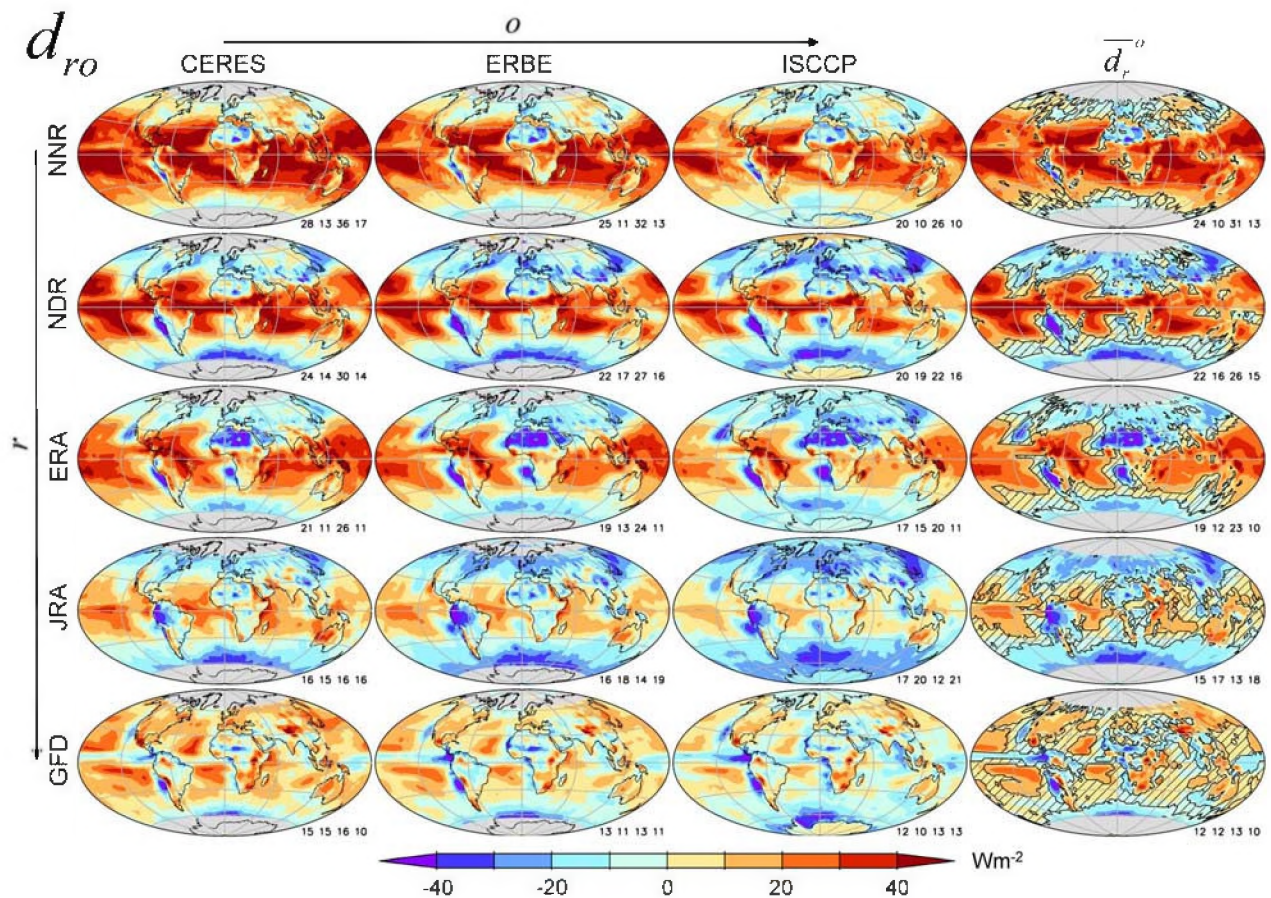 d_ro
o
CERES ERBE ISCCP \overline{d_r}^o
r
NNR
28 13 36 17 25 11 32 13 20 10 26 10 24 10 31 13
NDR
24 14 30 14 22 17 27 16 20 19 22 16 22 16 26 15
ERA
21 11 26 11 19 13 24 11 17 15 20 11 19 12 23 10
JRA
16 15 16 16 16 18 14 19 17 20 12 21 15 17 13 18
GFD
15 15 16 10 13 11 13 11 12 10 13 13 12 12 13 10
-40 -20 0 20 40 Wm-2